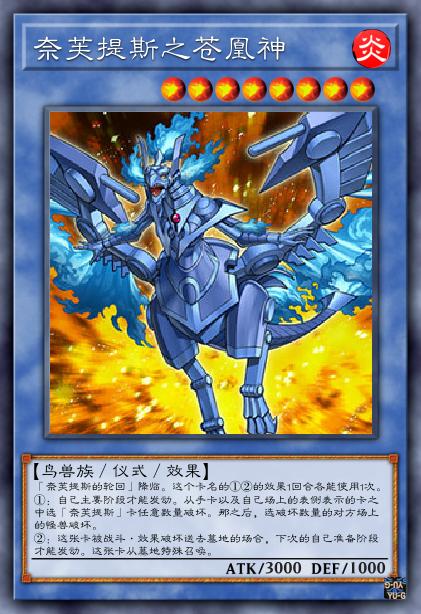 奈芙提斯之苍凰神
炎
【鸟兽族／仪式／效果】
「奈芙提斯的轮回」降临。这个卡名的①②的效果1回合各能使用1次。
①：自己主要阶段才能发动。从手卡以及自己场上的表侧表示的卡之
中选「奈芙提斯」卡任意数量破坏。那之后，选破坏数量的对方场上
的怪兽破坏。
②：这张卡被战斗·效果破坏送去墓地的场合，下次的自己准备阶段
才能发动。这张卡从墓地特殊召唤。
ATK/3000 DEF/1000